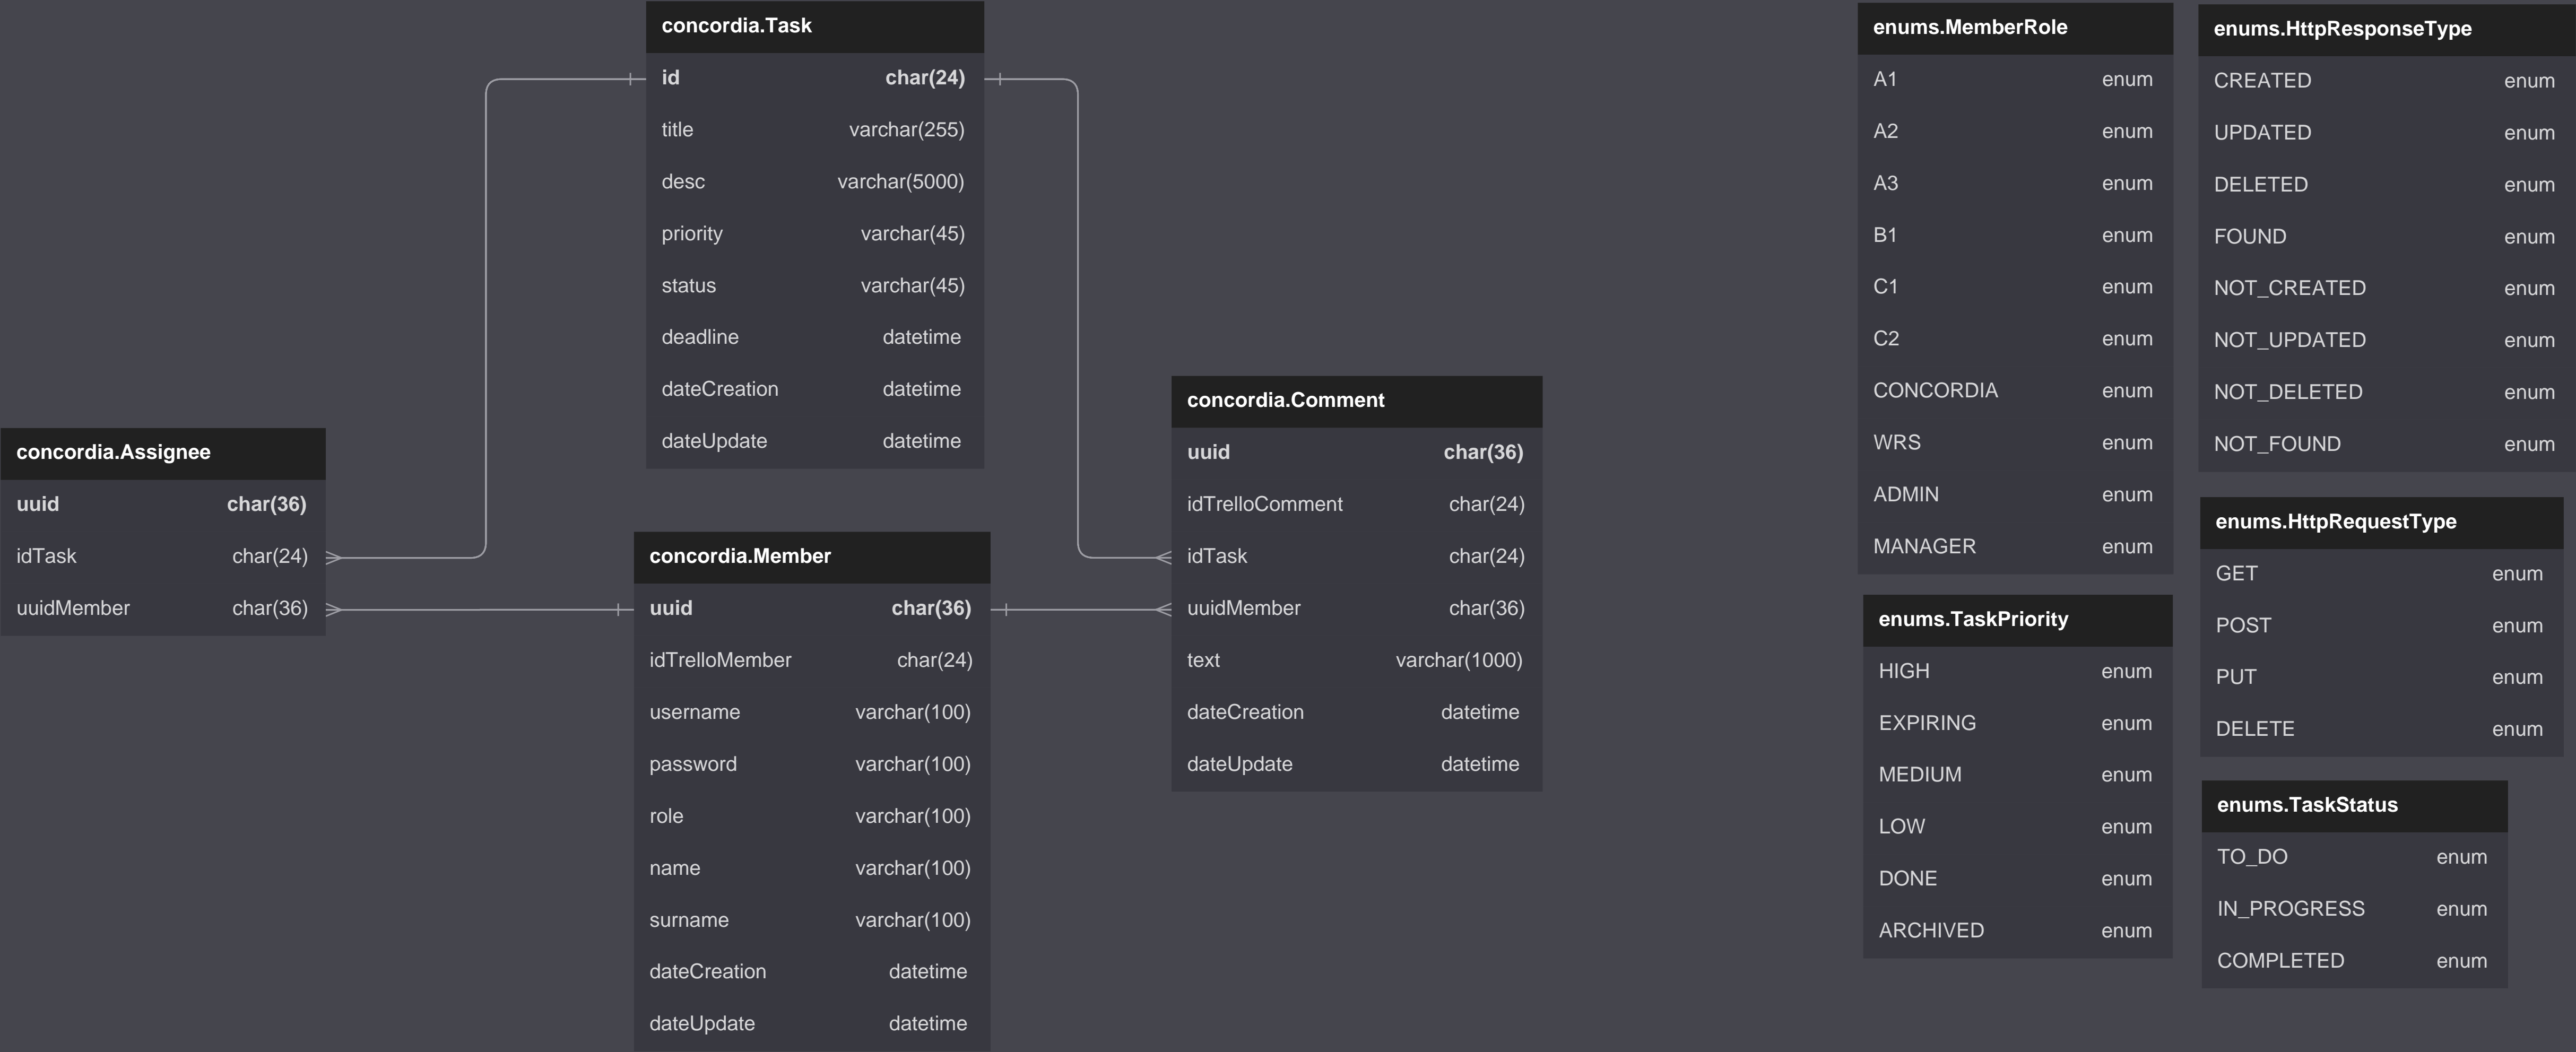 concordia.Task
id char(24)
title varchar(255)
desc varchar(5000)
priority varchar(45)
status varchar(45)
deadline datetime
dateCreation datetime
dateUpdate datetime
concordia.Assignee
uuid char(36)
idTask char(24)
uuidMember char(36)
concordia.Member
uuid char(36)
idTrelloMember char(24)
username varchar(100)
password varchar(100)
role varchar(100)
name varchar(100)
surname varchar(100)
dateCreation datetime
dateUpdate datetime
concordia.Comment
uuid char(36)
idTrelloComment char(24)
idTask char(24)
uuidMember char(36)
text varchar(1000)
dateCreation datetime
dateUpdate datetime
enums.MemberRole
A1 enum
A2 enum
A3 enum
B1 enum
C1 enum
C2 enum
CONCORDIA enum
WRS enum
ADMIN enum
MANAGER enum
enums.TaskPriority
HIGH enum
EXPIRING enum
MEDIUM enum
LOW enum
DONE enum
ARCHIVED enum
enums.HttpResponseType
CREATED enum
UPDATED enum
DELETED enum
FOUND enum
NOT_CREATED enum
NOT_UPDATED enum
NOT_DELETED enum
NOT_FOUND enum
enums.HttpRequestType
GET enum
POST enum
PUT enum
DELETE enum
enums.TaskStatus
TO_DO enum
IN_PROGRESS enum
COMPLETED enum